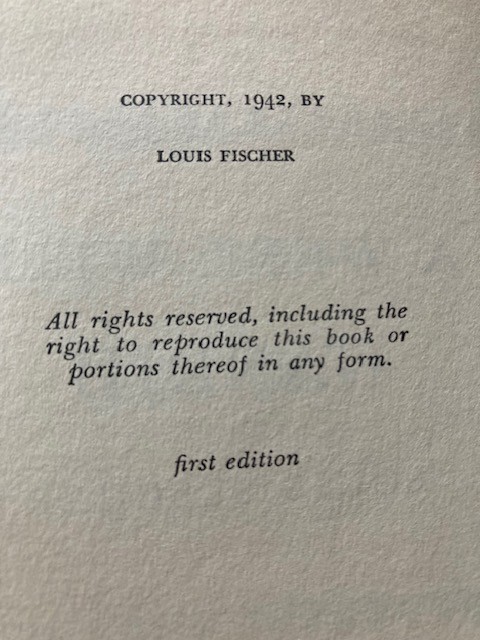 COPYRIGHT, 1942, BY
LOUIS FISCHER
All rights reserved, including the
right to reproduce this book or
portions thereof in any form.
first edition